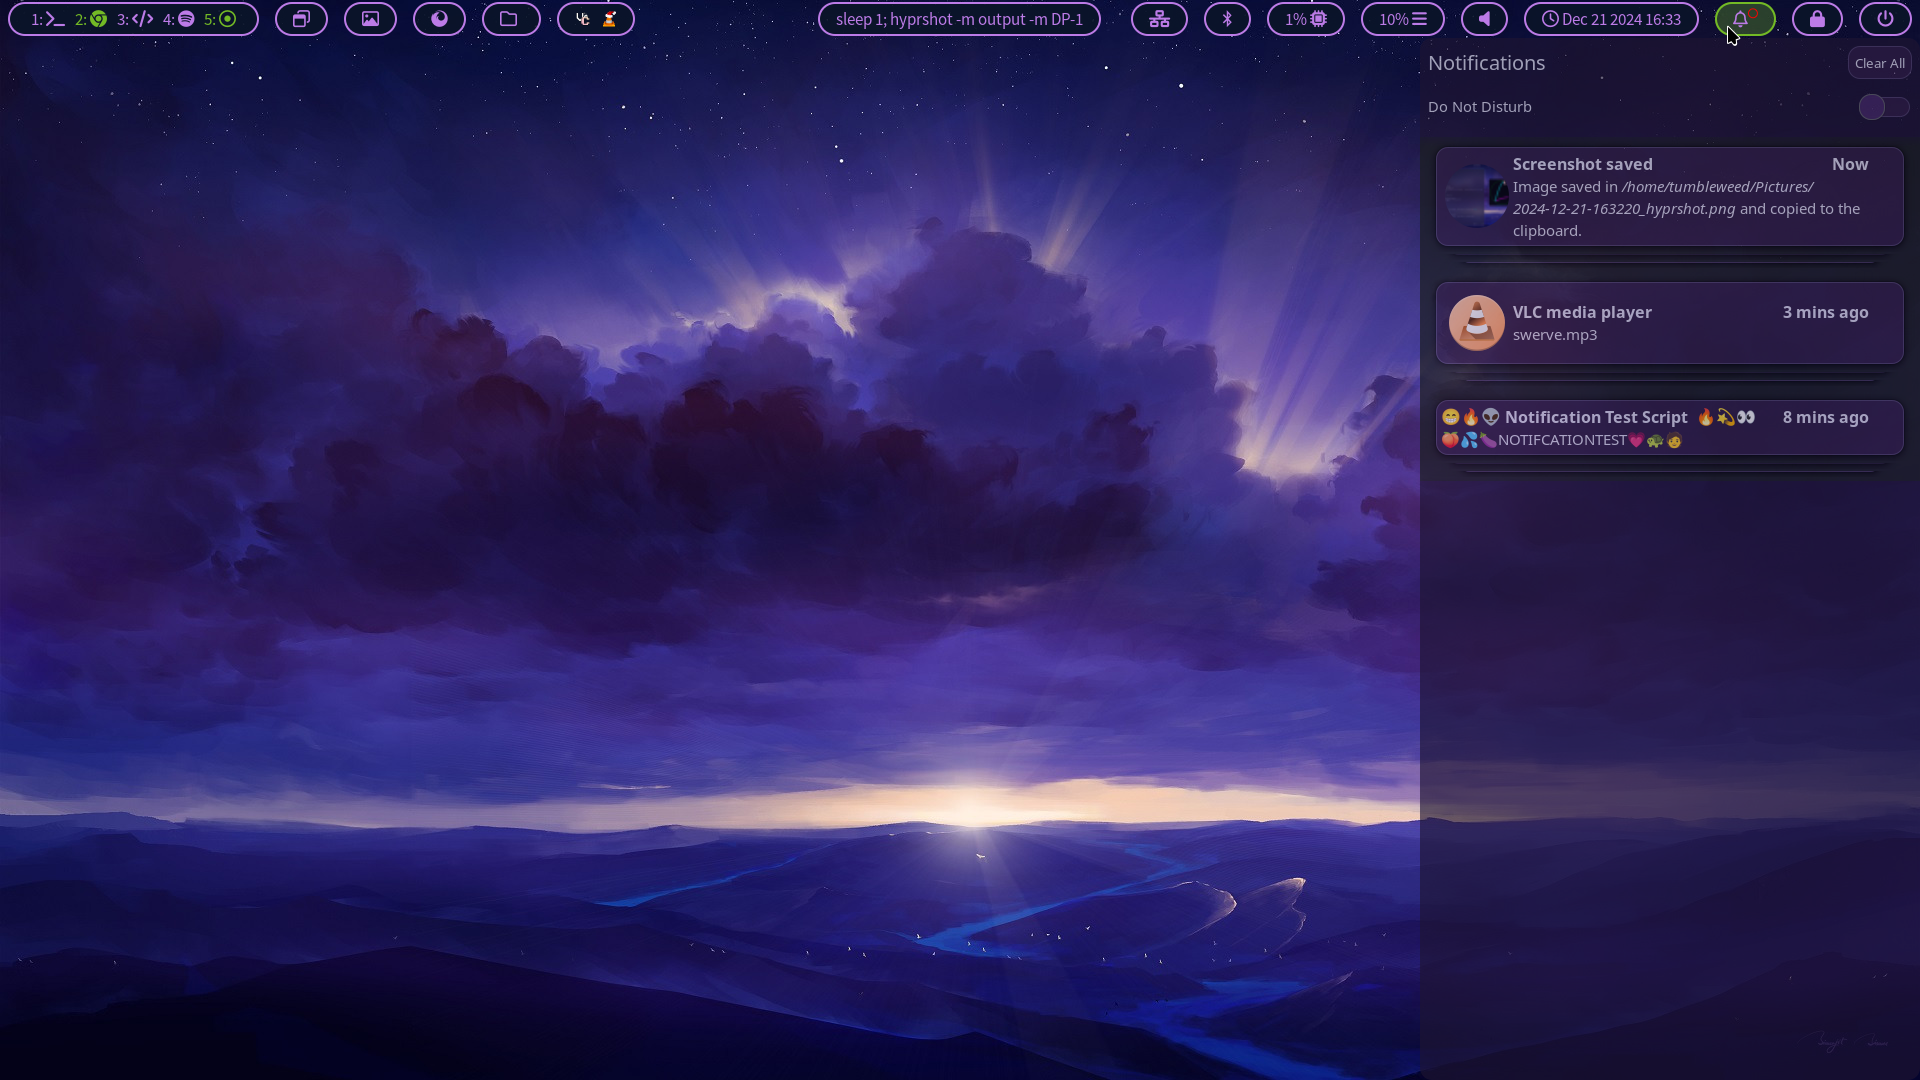 1: 2: 3: 4: 5:
sleep 1; hyprshot -m output -m DP-1
1%
10%
Dec 21 2024 16:33
Notifications
Clear All
Do Not Disturb
Screenshot saved Now
Image saved in /home/tumbleweed/Pictures/
2024-12-21-163220_hyprshot.png and copied to the
clipboard.
VLC media player 3 mins ago
swerve.mp3
😁🔥👽 Notification Test Script 🔥💫👀 8 mins ago
🍑💦🍆NOTIFCATIONTEST💗🐢🧑